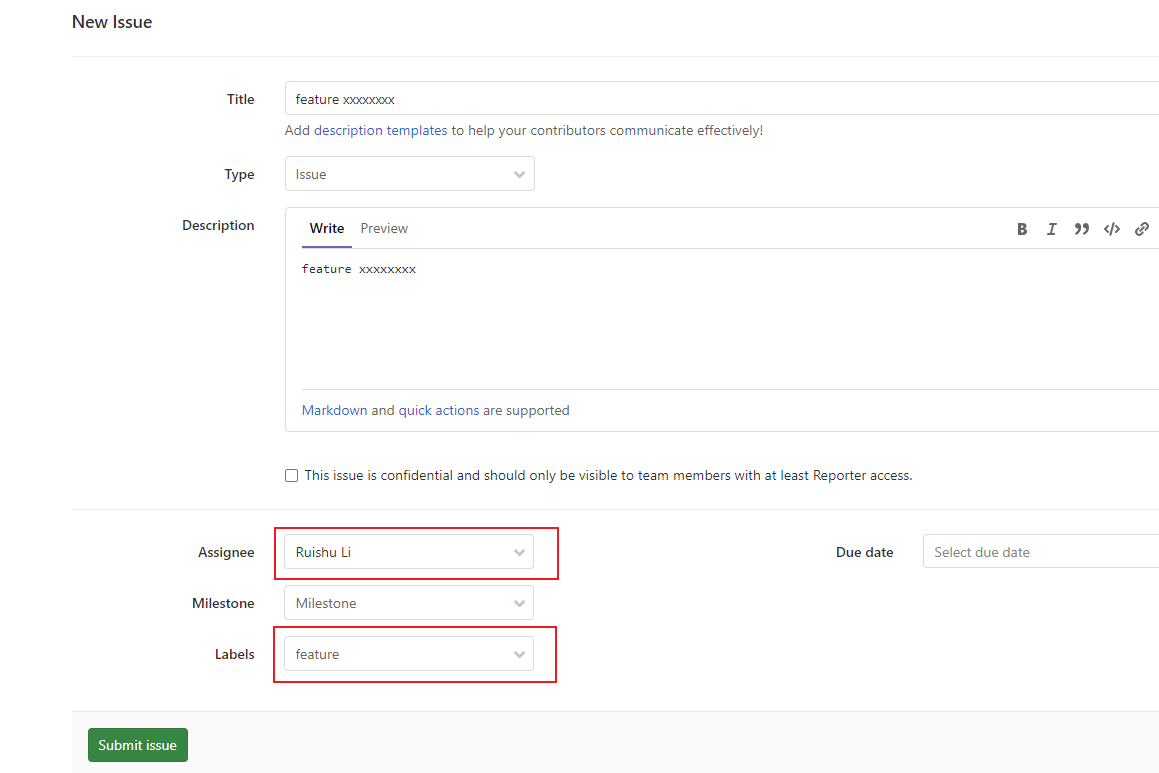 New Issue
Title
feature xxxxxxxx
Add description templates to help your contributors communicate effectively!
Type
Issue
Description
Write Preview
feature xxxxxxxx
Markdown and quick actions are supported
This issue is confidential and should only be visible to team members with at least Reporter access.
Assignee
Ruishu Li
Due date
Select due date
Milestone
Milestone
Labels
feature
Submit issue